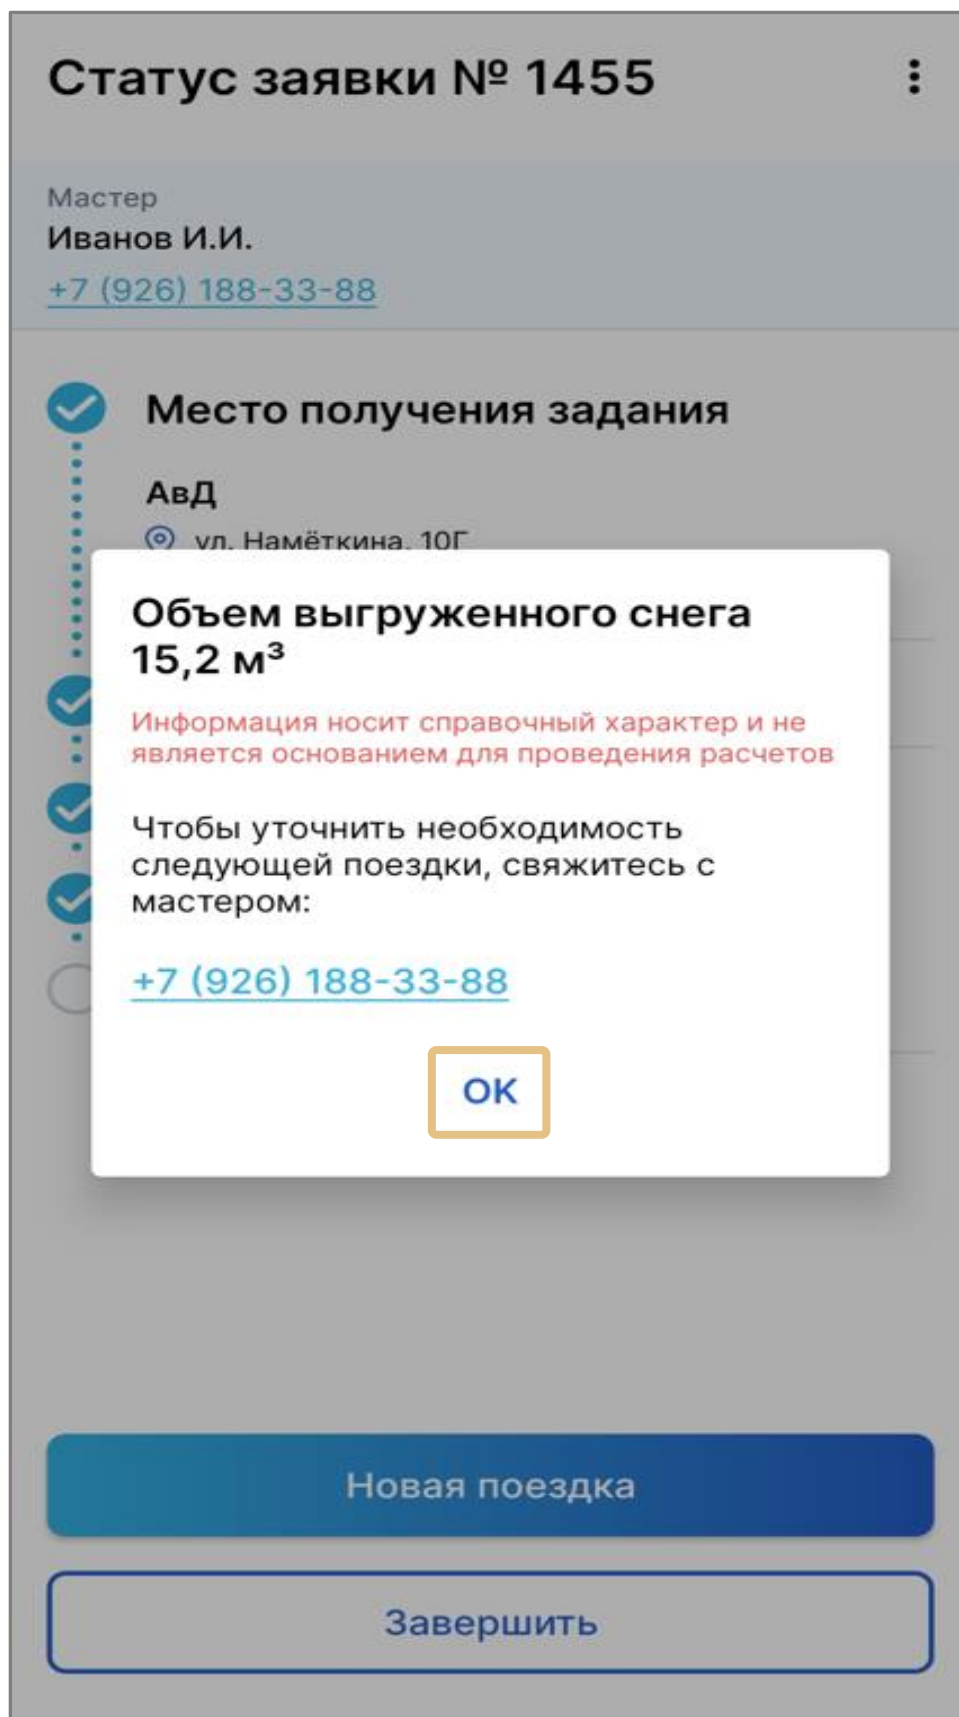 Статус заявки № 1455
Мастер
Иванов И.И.
+7 (926) 188-33-88
Место получения задания
АвД
ул. Намёткина, 10Г
Объем выгруженного снега
15,2 м³
Информация носит справочный характер и не
является основанием для проведения расчетов
Чтобы уточнить необходимость
следующей поездки, свяжитесь с
мастером:
+7 (926) 188-33-88
ОК
Новая поездка
Завершить